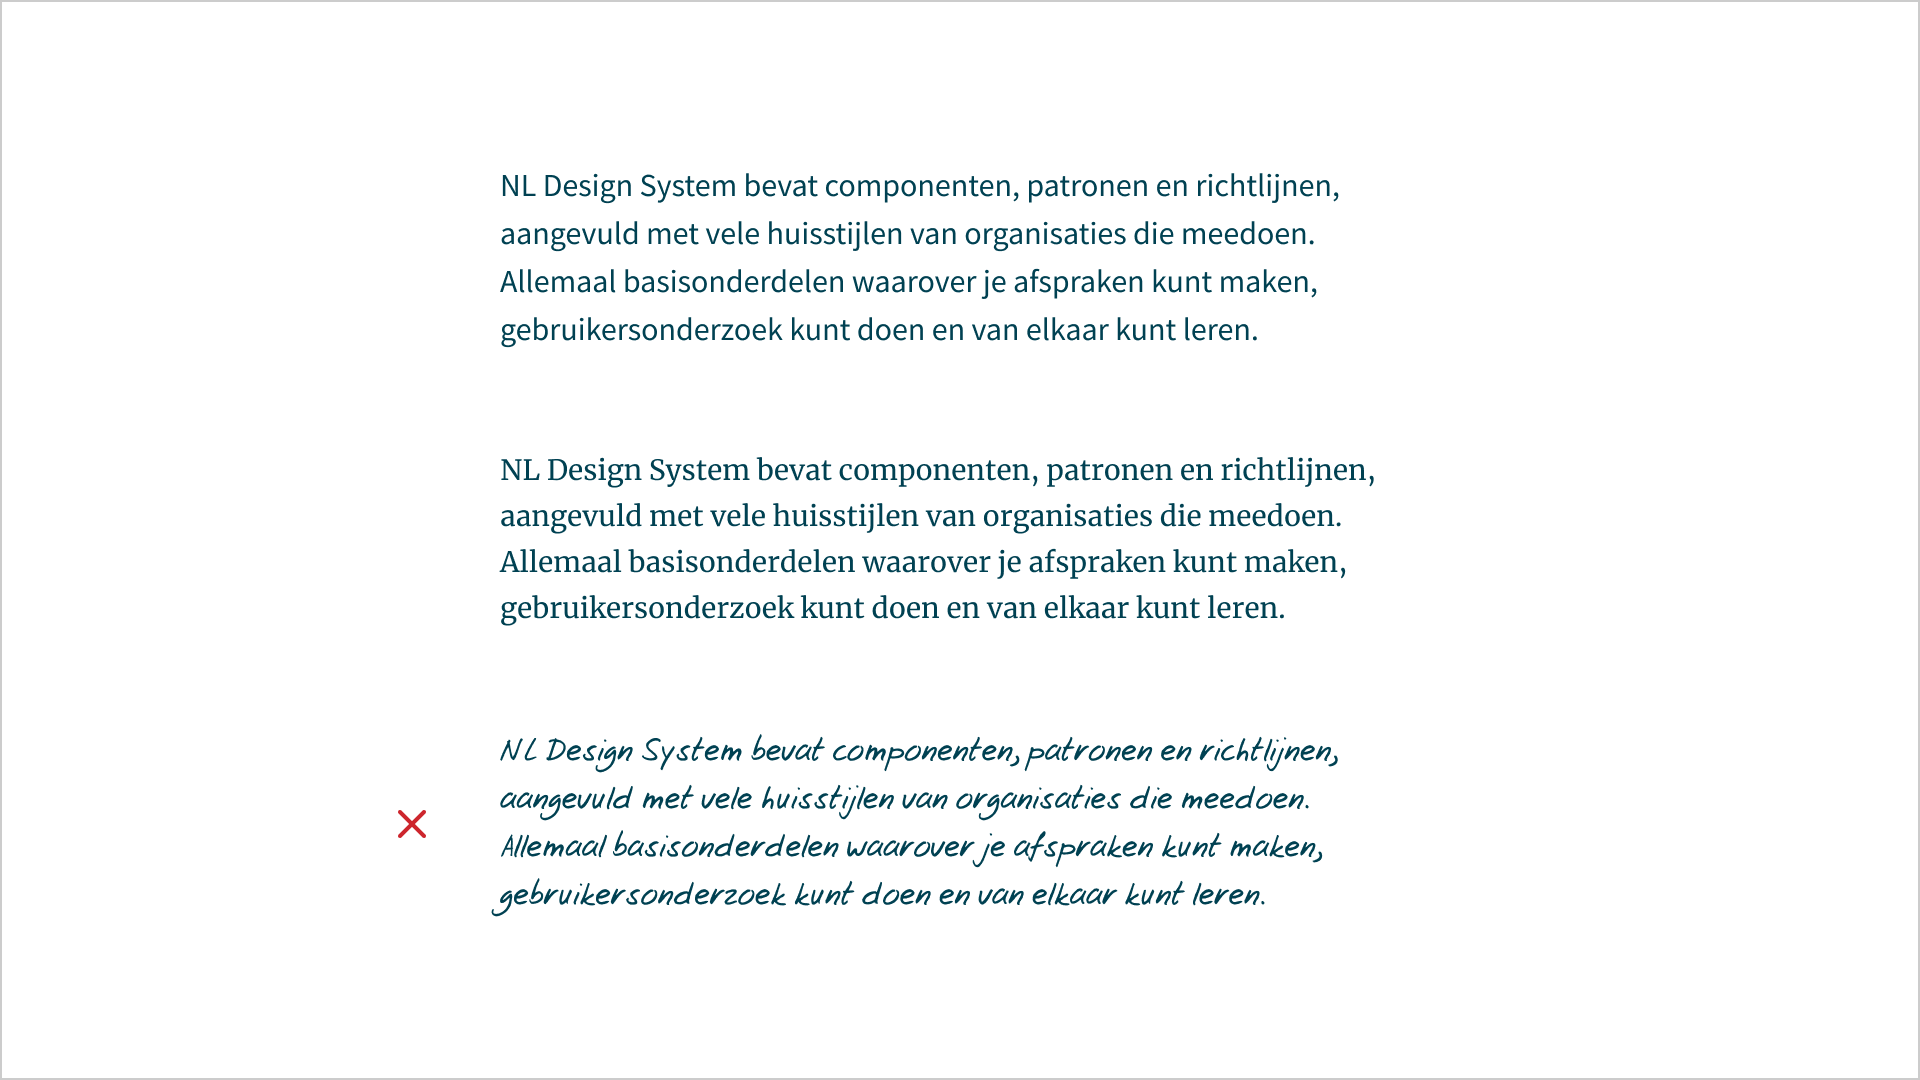 NL Design System bevat componenten, patronen en richtlijnen,
aangevuld met vele huisstijlen van organisaties die meedoen.
Allemaal basisonderdelen waarover je afspraken kunt maken,
gebruikersonderzoek kunt doen en van elkaar kunt leren.
NL Design System bevat componenten, patronen en richtlijnen,
aangevuld met vele huisstijlen van organisaties die meedoen.
Allemaal basisonderdelen waarover je afspraken kunt maken,
gebruikersonderzoek kunt doen en van elkaar kunt leren.
NL Design System bevat componenten, patronen en richtlijnen,
aangevuld met vele huisstijlen van organisaties die meedoen.
Allemaal basisonderdelen waarover je afspraken kunt maken,
gebruikersonderzoek kunt doen en van elkaar kunt leren.